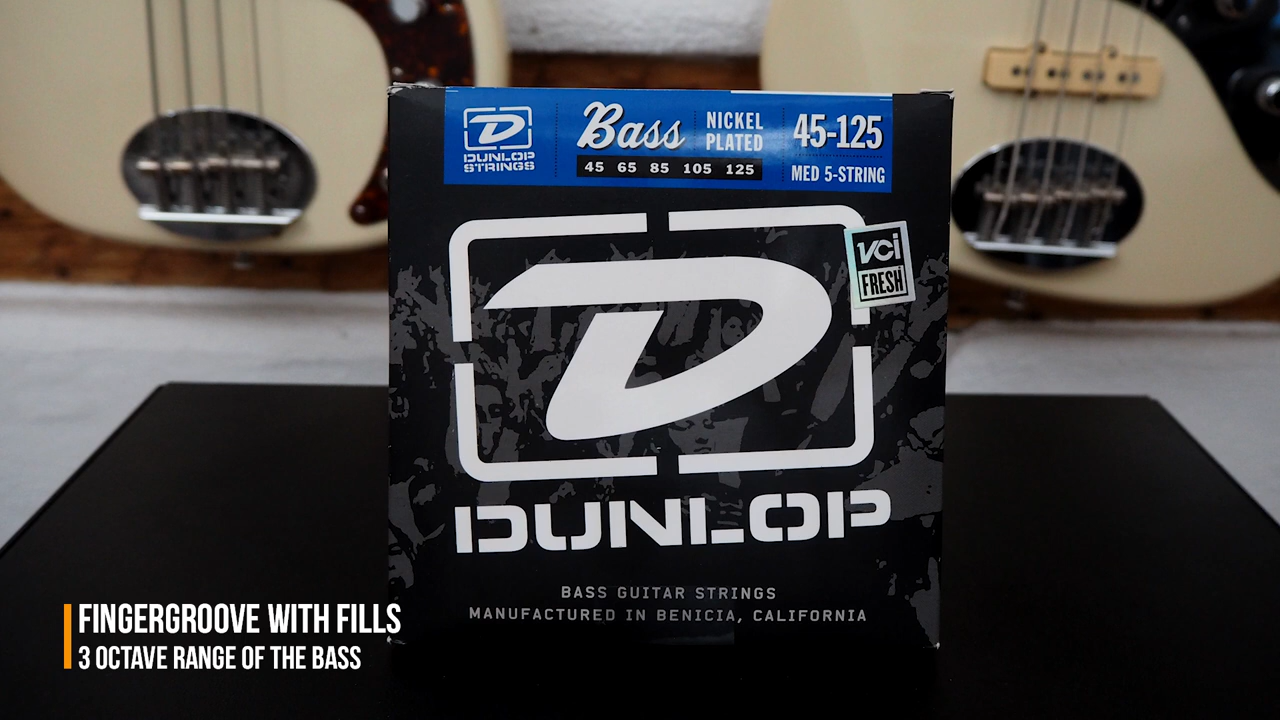 DUNLOP
STRINGS
Bass
NICKEL
PLATED
45 65 85 105 125
45-125
MED 5-STRING
VCI
FRESH
D
DUNLOP
BASS GUITAR STRINGS
MANUFACTURED IN BENICIA, CALIFORNIA
FINGERGROOVE WITH FILLS
3 OCTAVE RANGE OF THE BASS